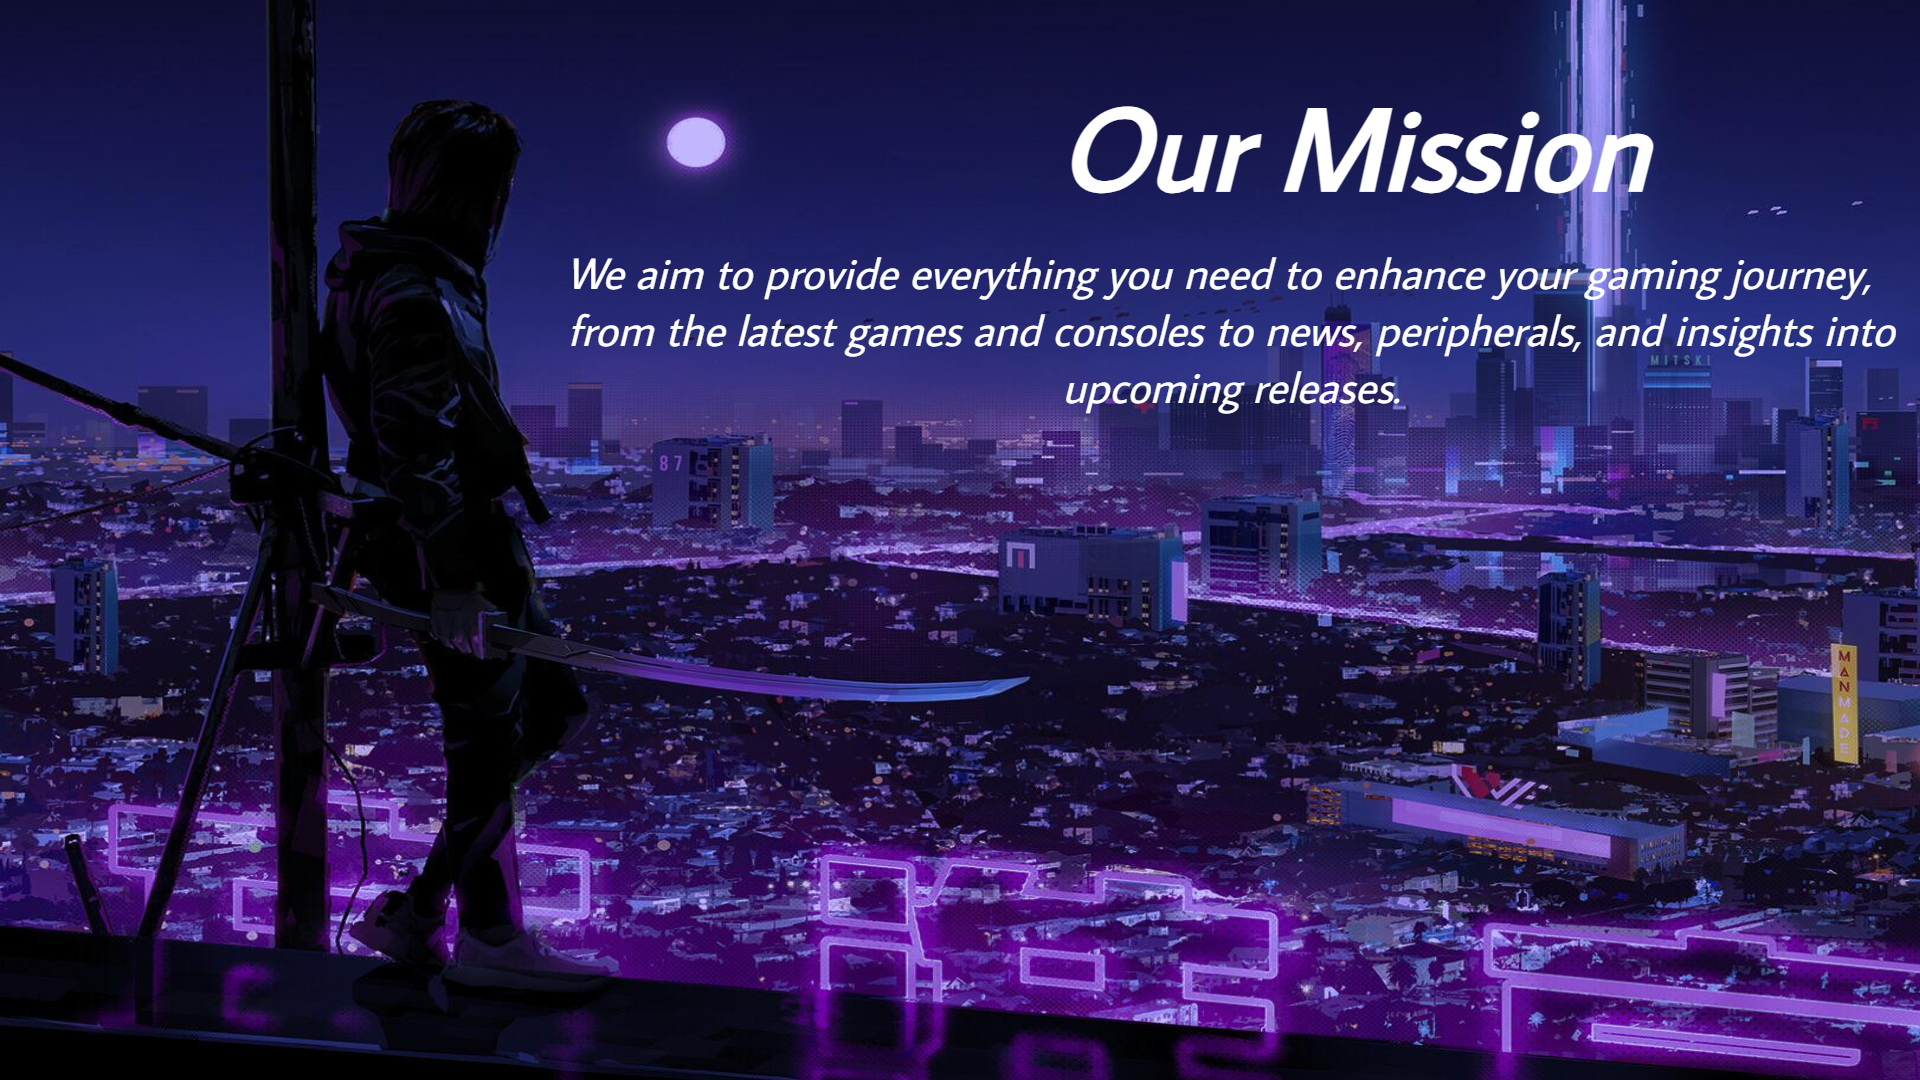 Our Mission
We aim to provide everything you need to enhance your gaming journey,
from the latest games and consoles to news, peripherals, and insights into
upcoming releases.
MITSKI
87
MANMADE